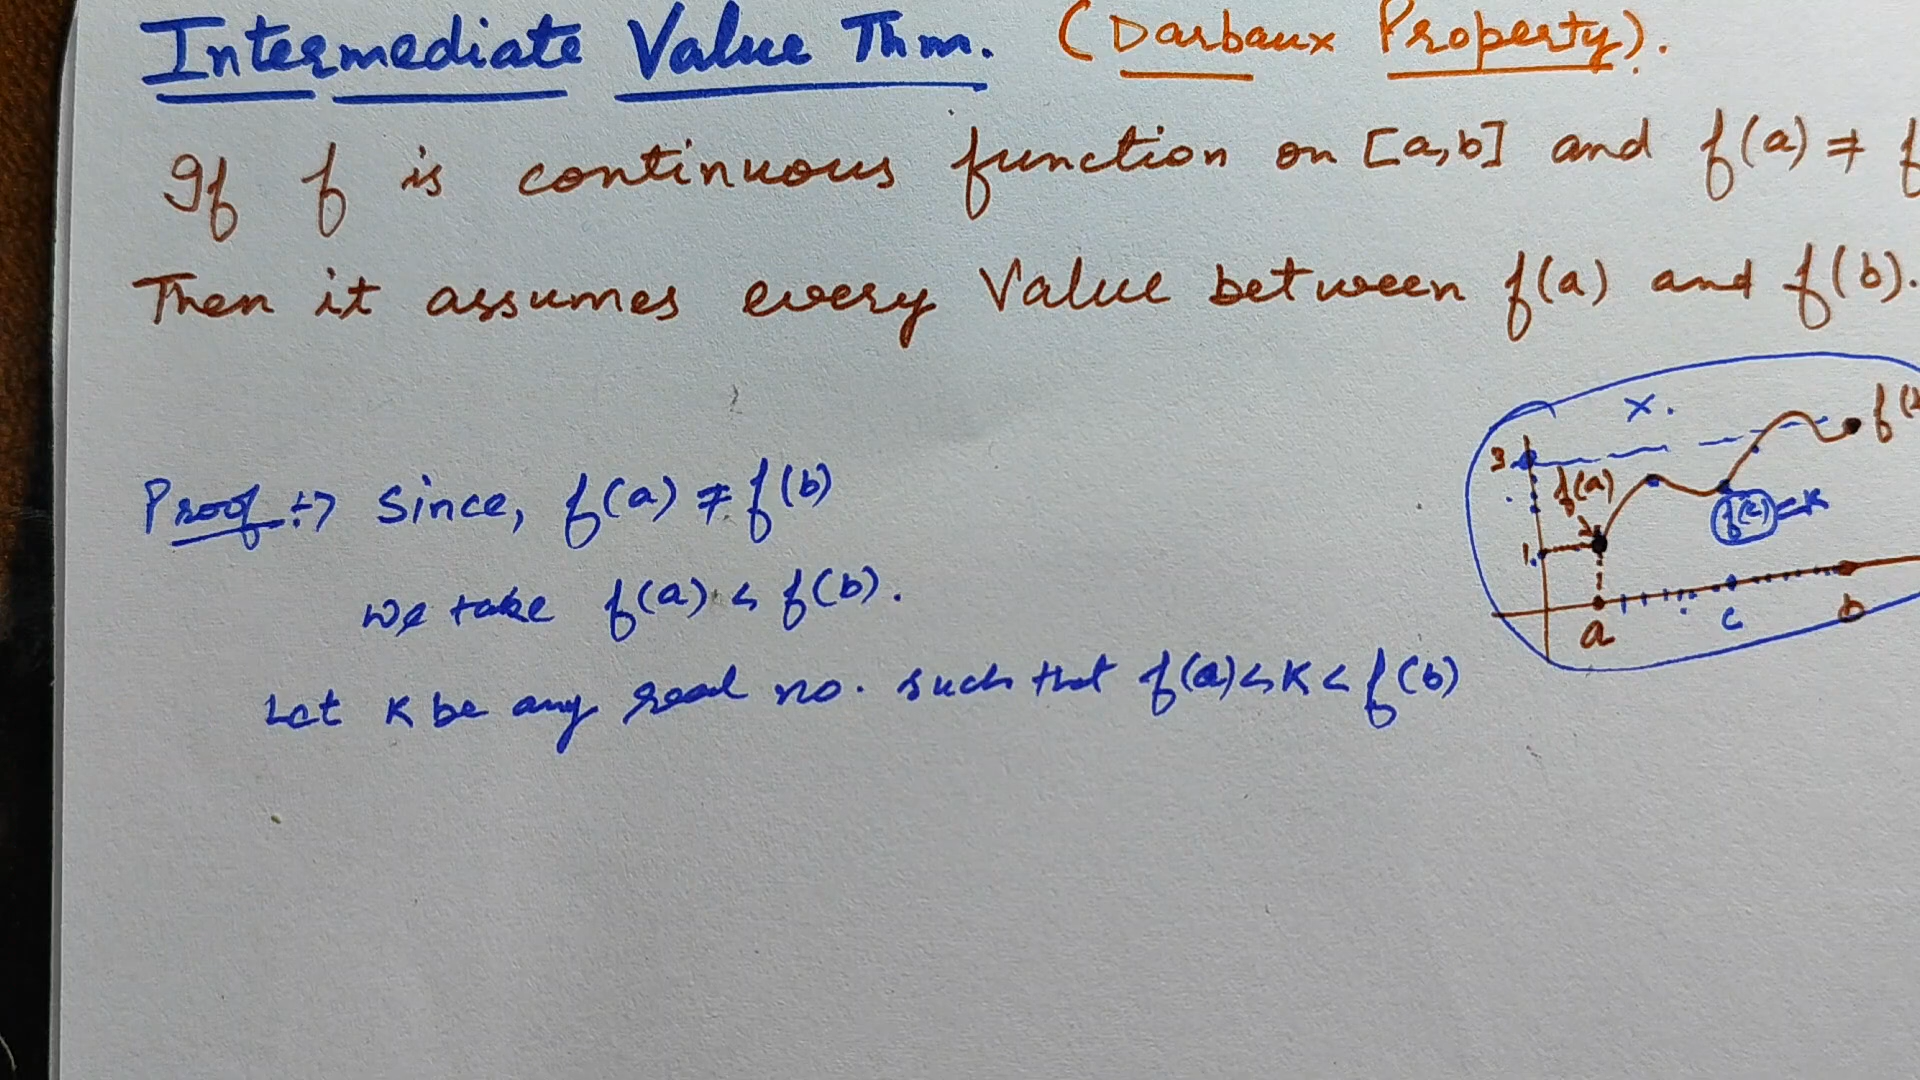 Intermediate Value Thm. (Darbaux Property).
If f is continuous function on [a,b] and f(a) ≠ f
Then it assumes every Value between f(a) and f(b).
Proof :→ Since, f(a) ≠ f(b)
we take f(a) < f(b).
Let K be any real no. such that f(a) < K < f(b)
x.
3
f(a)
f(c) = K
1
a
c
b